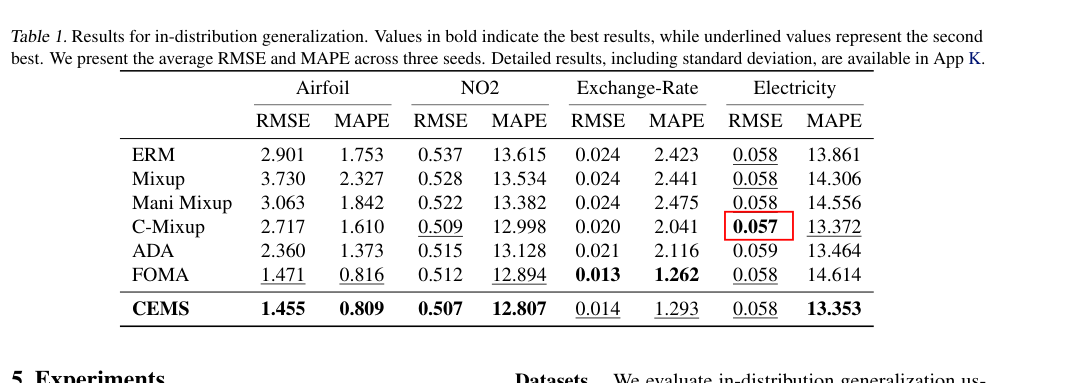 Table 1. Results for in-distribution generalization. Values in bold indicate the best results, while underlined values represent the second
best. We present the average RMSE and MAPE across three seeds. Detailed results, including standard deviation, are available in App K.
Airfoil NO2 Exchange-Rate Electricity
RMSE MAPE RMSE MAPE RMSE MAPE RMSE MAPE
ERM 2.901 1.753 0.537 13.615 0.024 2.423 0.058 13.861
Mixup 3.730 2.327 0.528 13.534 0.024 2.441 0.058 14.306
Mani Mixup 3.063 1.842 0.522 13.382 0.024 2.475 0.058 14.556
C-Mixup 2.717 1.610 0.509 12.998 0.020 2.041 0.057 13.372
ADA 2.360 1.373 0.515 13.128 0.021 2.116 0.059 13.464
FOMA 1.471 0.816 0.512 12.894 0.013 1.262 0.058 14.614
CEMS 1.455 0.809 0.507 12.807 0.014 1.293 0.058 13.353
5. Experiments
Datasets We evaluate in-distribution generalization us-